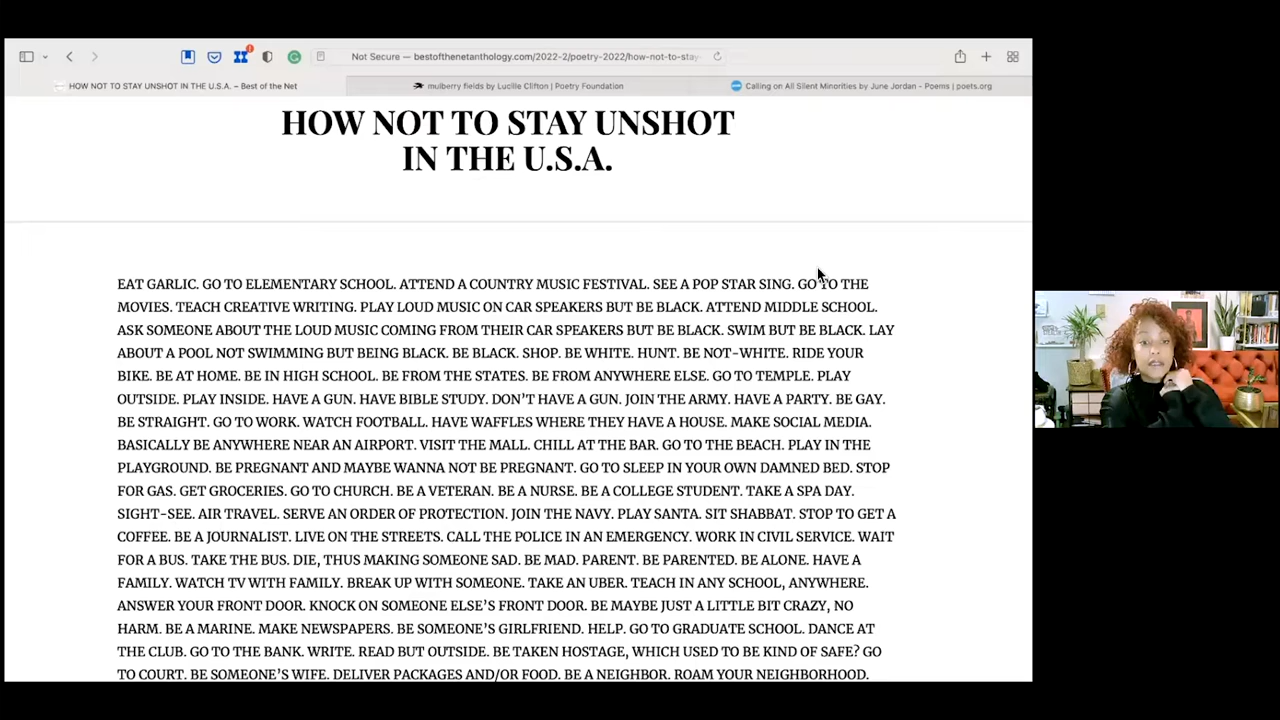 Not Secure — bestofthenetanthology.com/2022-2/poetry-2022/how-not-to-stay-
HOW NOT TO STAY UNSHOT IN THE U.S.A. – Best of the Net
mulberry fields by Lucille Clifton | Poetry Foundation
Calling on All Silent Minorities by June Jordan - Poems | poets.org
HOW NOT TO STAY UNSHOT
IN THE U.S.A.
EAT GARLIC. GO TO ELEMENTARY SCHOOL. ATTEND A COUNTRY MUSIC FESTIVAL. SEE A POP STAR SING. GO TO THE
MOVIES. TEACH CREATIVE WRITING. PLAY LOUD MUSIC ON CAR SPEAKERS BUT BE BLACK. ATTEND MIDDLE SCHOOL.
ASK SOMEONE ABOUT THE LOUD MUSIC COMING FROM THEIR CAR SPEAKERS BUT BE BLACK. SWIM BUT BE BLACK. LAY
ABOUT A POOL NOT SWIMMING BUT BEING BLACK. BE BLACK. SHOP. BE WHITE. HUNT. BE NOT-WHITE. RIDE YOUR
BIKE. BE AT HOME. BE IN HIGH SCHOOL. BE FROM THE STATES. BE FROM ANYWHERE ELSE. GO TO TEMPLE. PLAY
OUTSIDE. PLAY INSIDE. HAVE A GUN. HAVE BIBLE STUDY. DON'T HAVE A GUN. JOIN THE ARMY. HAVE A PARTY. BE GAY.
BE STRAIGHT. GO TO WORK. WATCH FOOTBALL. HAVE WAFFLES WHERE THEY HAVE A HOUSE. MAKE SOCIAL MEDIA.
BASICALLY BE ANYWHERE NEAR AN AIRPORT. VISIT THE MALL. CHILL AT THE BAR. GO TO THE BEACH. PLAY IN THE
PLAYGROUND. BE PREGNANT AND MAYBE WANNA NOT BE PREGNANT. GO TO SLEEP IN YOUR OWN DAMNED BED. STOP
FOR GAS. GET GROCERIES. GO TO CHURCH. BE A VETERAN. BE A NURSE. BE A COLLEGE STUDENT. TAKE A SPA DAY.
SIGHT-SEE. AIR TRAVEL. SERVE AN ORDER OF PROTECTION. JOIN THE NAVY. PLAY SANTA. SIT SHABBAT. STOP TO GET A
COFFEE. BE A JOURNALIST. LIVE ON THE STREETS. CALL THE POLICE IN AN EMERGENCY. WORK IN CIVIL SERVICE. WAIT
FOR A BUS. TAKE THE BUS. DIE, THUS MAKING SOMEONE SAD. BE MAD. PARENT. BE PARENTED. BE ALONE. HAVE A
FAMILY. WATCH TV WITH FAMILY. BREAK UP WITH SOMEONE. TAKE AN UBER. TEACH IN ANY SCHOOL, ANYWHERE.
ANSWER YOUR FRONT DOOR. KNOCK ON SOMEONE ELSE'S FRONT DOOR. BE MAYBE JUST A LITTLE BIT CRAZY, NO
HARM. BE A MARINE. MAKE NEWSPAPERS. BE SOMEONE'S GIRLFRIEND. HELP. GO TO GRADUATE SCHOOL. DANCE AT
THE CLUB. GO TO THE BANK. WRITE. READ BUT OUTSIDE. BE TAKEN HOSTAGE, WHICH USED TO BE KIND OF SAFE? GO
TO COURT. BE SOMEONE'S WIFE. DELIVER PACKAGES AND/OR FOOD. BE A NEIGHBOR. ROAM YOUR NEIGHBORHOOD.